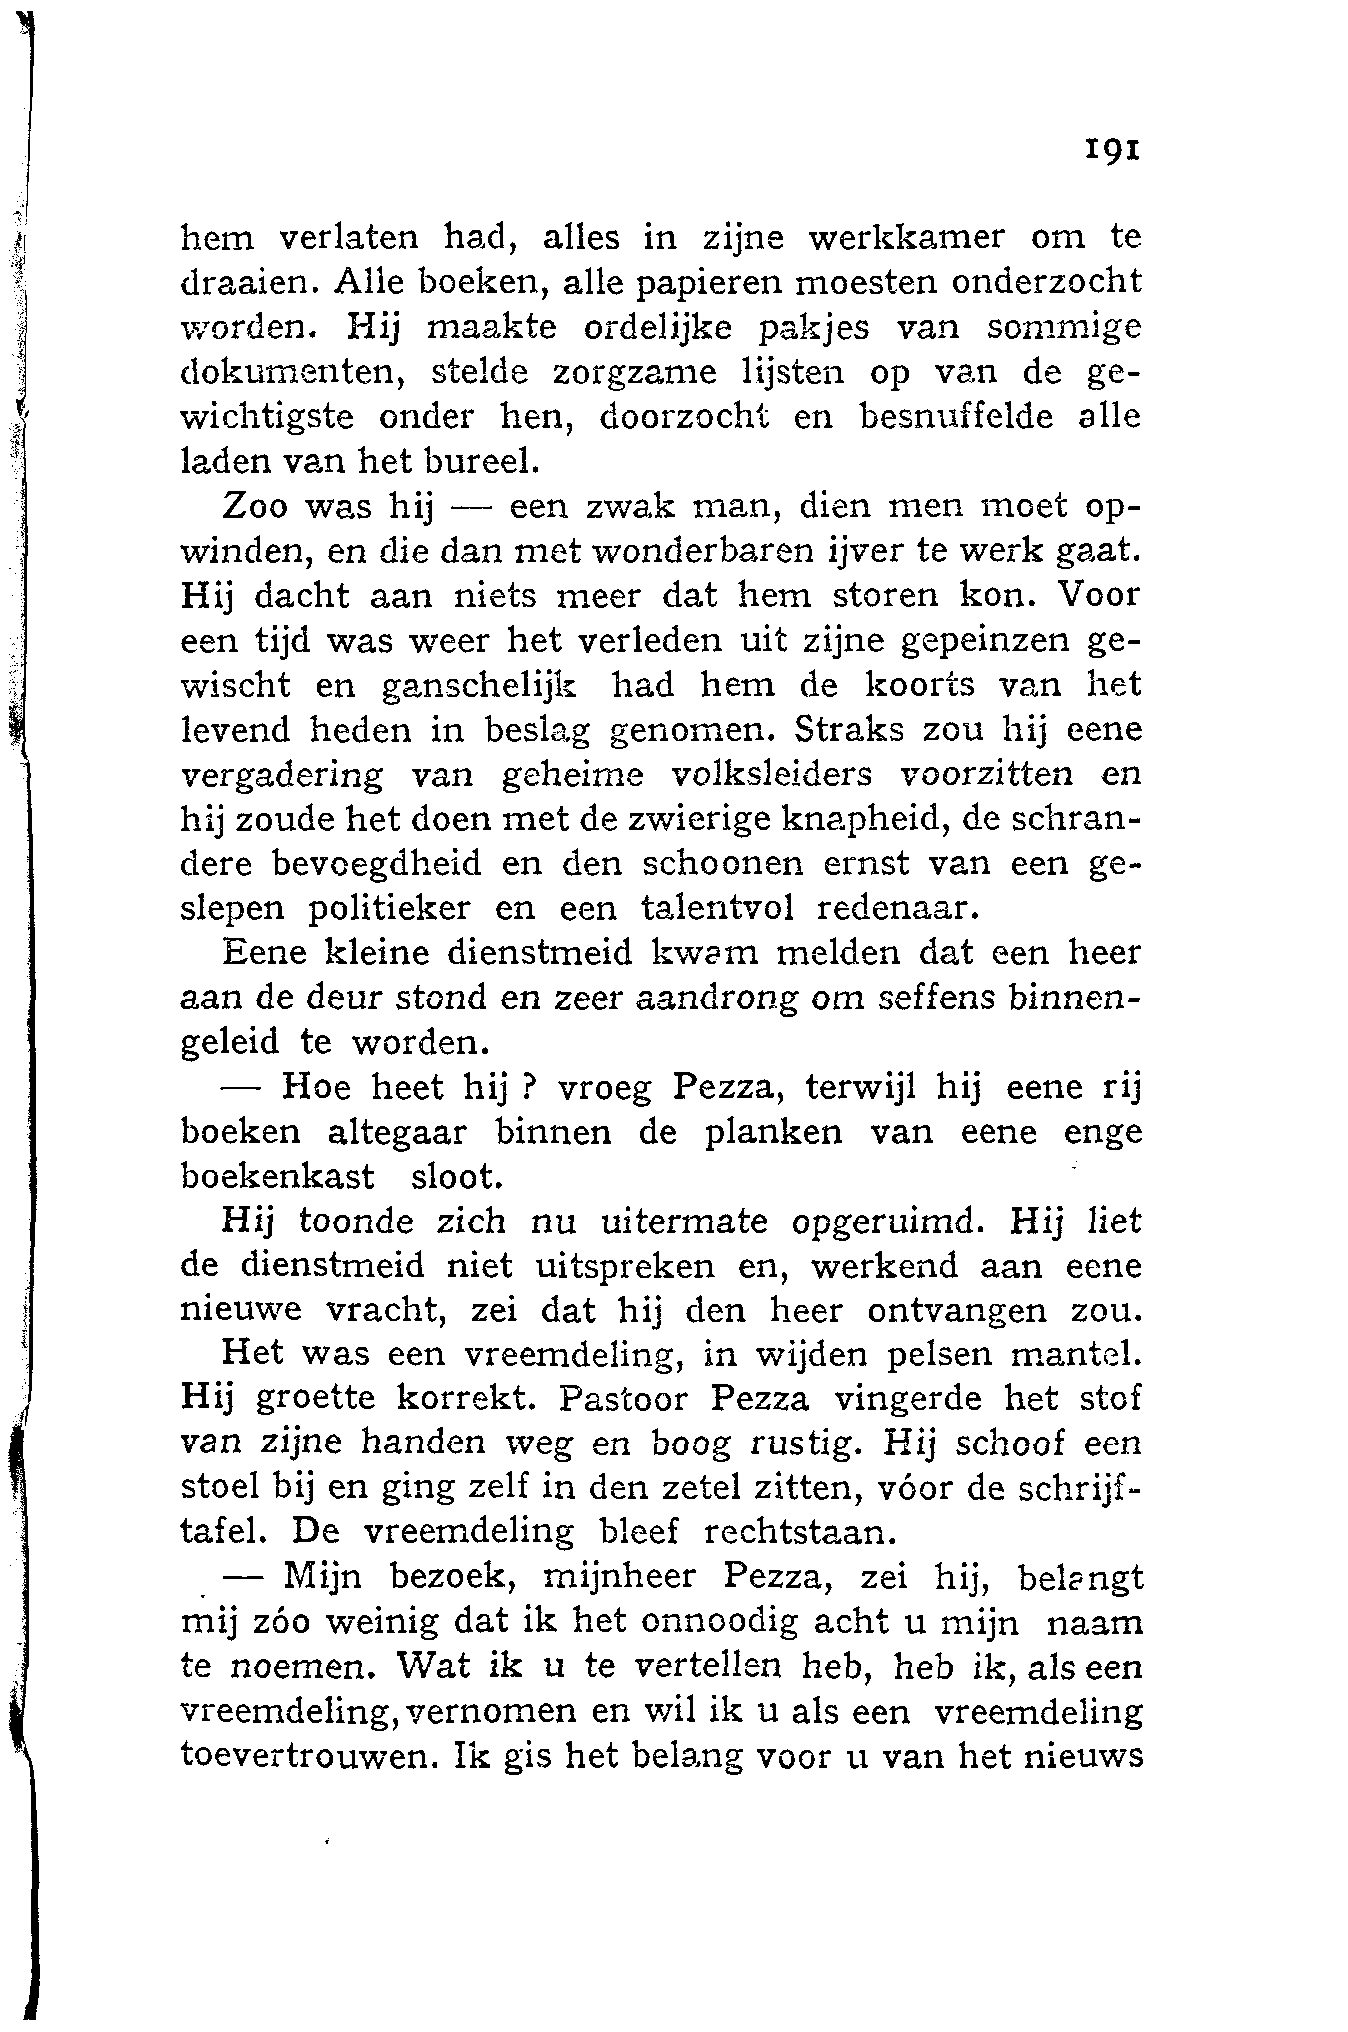 191
hem verlaten had, alles in zijne werkkamer om te
draaien. Alle boeken, alle papieren moesten onderzocht
worden. Hij maakte ordelijke pakjes van sommige
dokumenten, stelde zorgzame lijsten op van de ge-
wichtigste onder hen, doorzocht en besnuffelde alle
laden van het bureel.
Zoo was hij — een zwak man, dien men moet op-
winden, en die dan met wonderbaren ijver te werk gaat.
Hij dacht aan niets meer dat hem storen kon. Voor
een tijd was weer het verleden uit zijne gepeinzen ge-
wischt en ganschelijk had hem de koorts van het
levend heden in beslag genomen. Straks zou hij eene
vergadering van geheime volksleiders voorzitten en
hij zoude het doen met de zwierige knapheid, de schran-
dere bevoegdheid en den schoonen ernst van een ge-
slepen politieker en een talentvol redenaar.
Eene kleine dienstmeid kwam melden dat een heer
aan de deur stond en zeer aandrong om seffens binnen-
geleid te worden.
— Hoe heet hij ? vroeg Pezza, terwijl hij eene rij
boeken altegaar binnen de planken van eene enge
boekenkast sloot.
Hij toonde zich nu uitermate opgeruimd. Hij liet
de dienstmeid niet uitspreken en, werkend aan eene
nieuwe vracht, zei dat hij den heer ontvangen zou.
Het was een vreemdeling, in wijden pelsen mantel.
Hij groette korrekt. Pastoor Pezza vingerde het stof
van zijne handen weg en boog rustig. Hij schoof een
stoel bij en ging zelf in den zetel zitten, vóor de schrijf-
tafel. De vreemdeling bleef rechtstaan.
— Mijn bezoek, mijnheer Pezza, zei hij, belangt
mij zóo weinig dat ik het onnoodig acht u mijn naam
te noemen. Wat ik u te vertellen heb, heb ik, als een
vreemdeling, vernomen en wil ik u als een vreemdeling
toevertrouwen. Ik gis het belang voor u van het nieuws